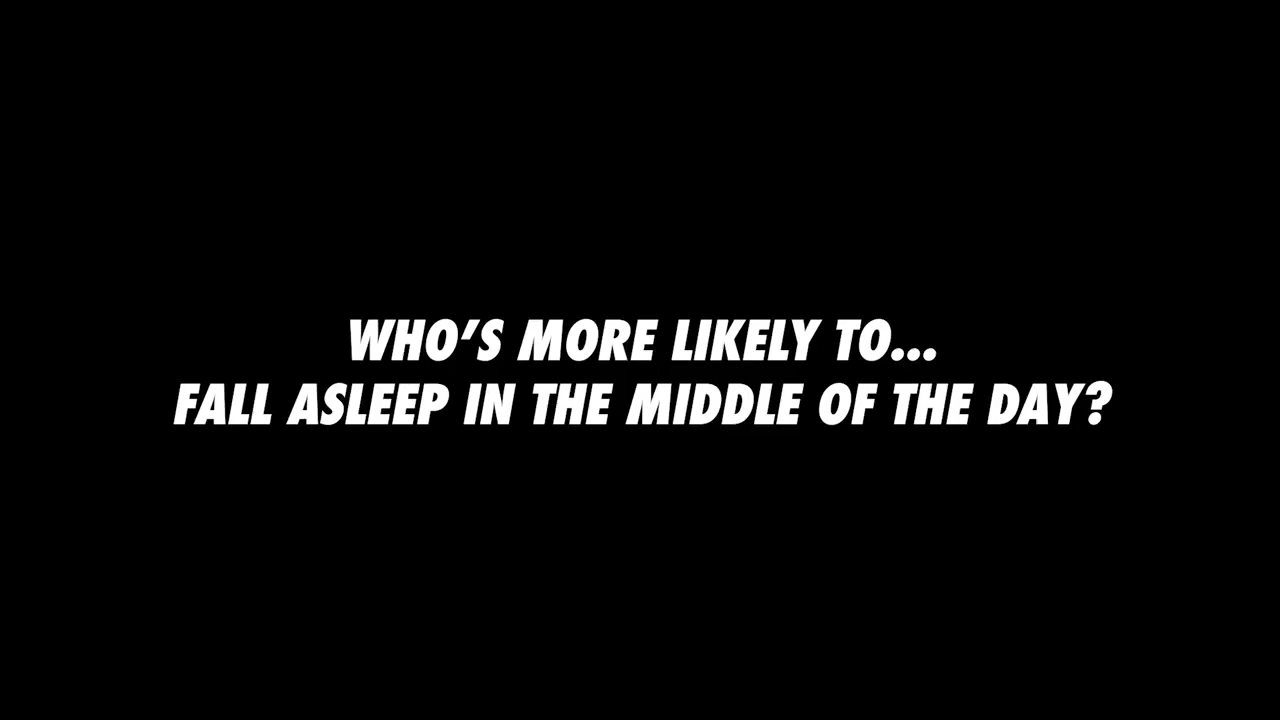 WHO’S MORE LIKELY TO...
FALL ASLEEP IN THE MIDDLE OF THE DAY?